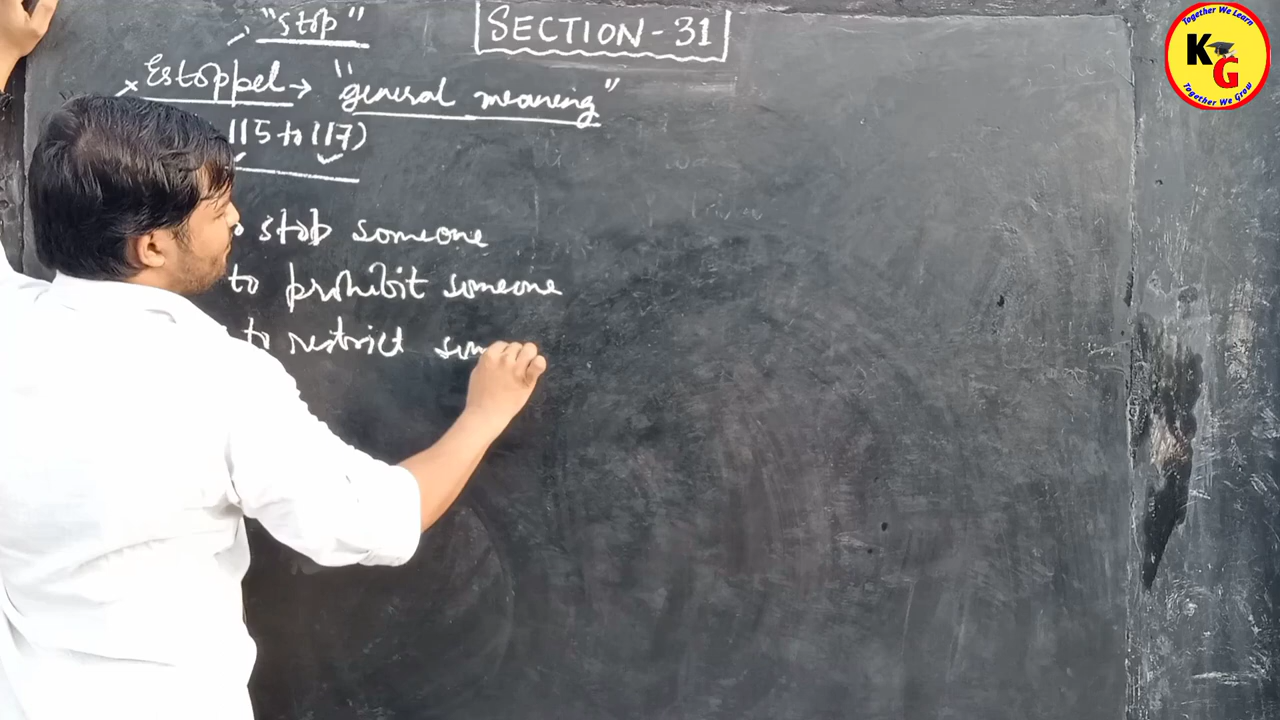 "stop"
SECTION-31
Estoppel → "general meaning"
115 to 117)
stop someone
to prohibit someone
to restrict
Together We Learn
KG
Together We Grow